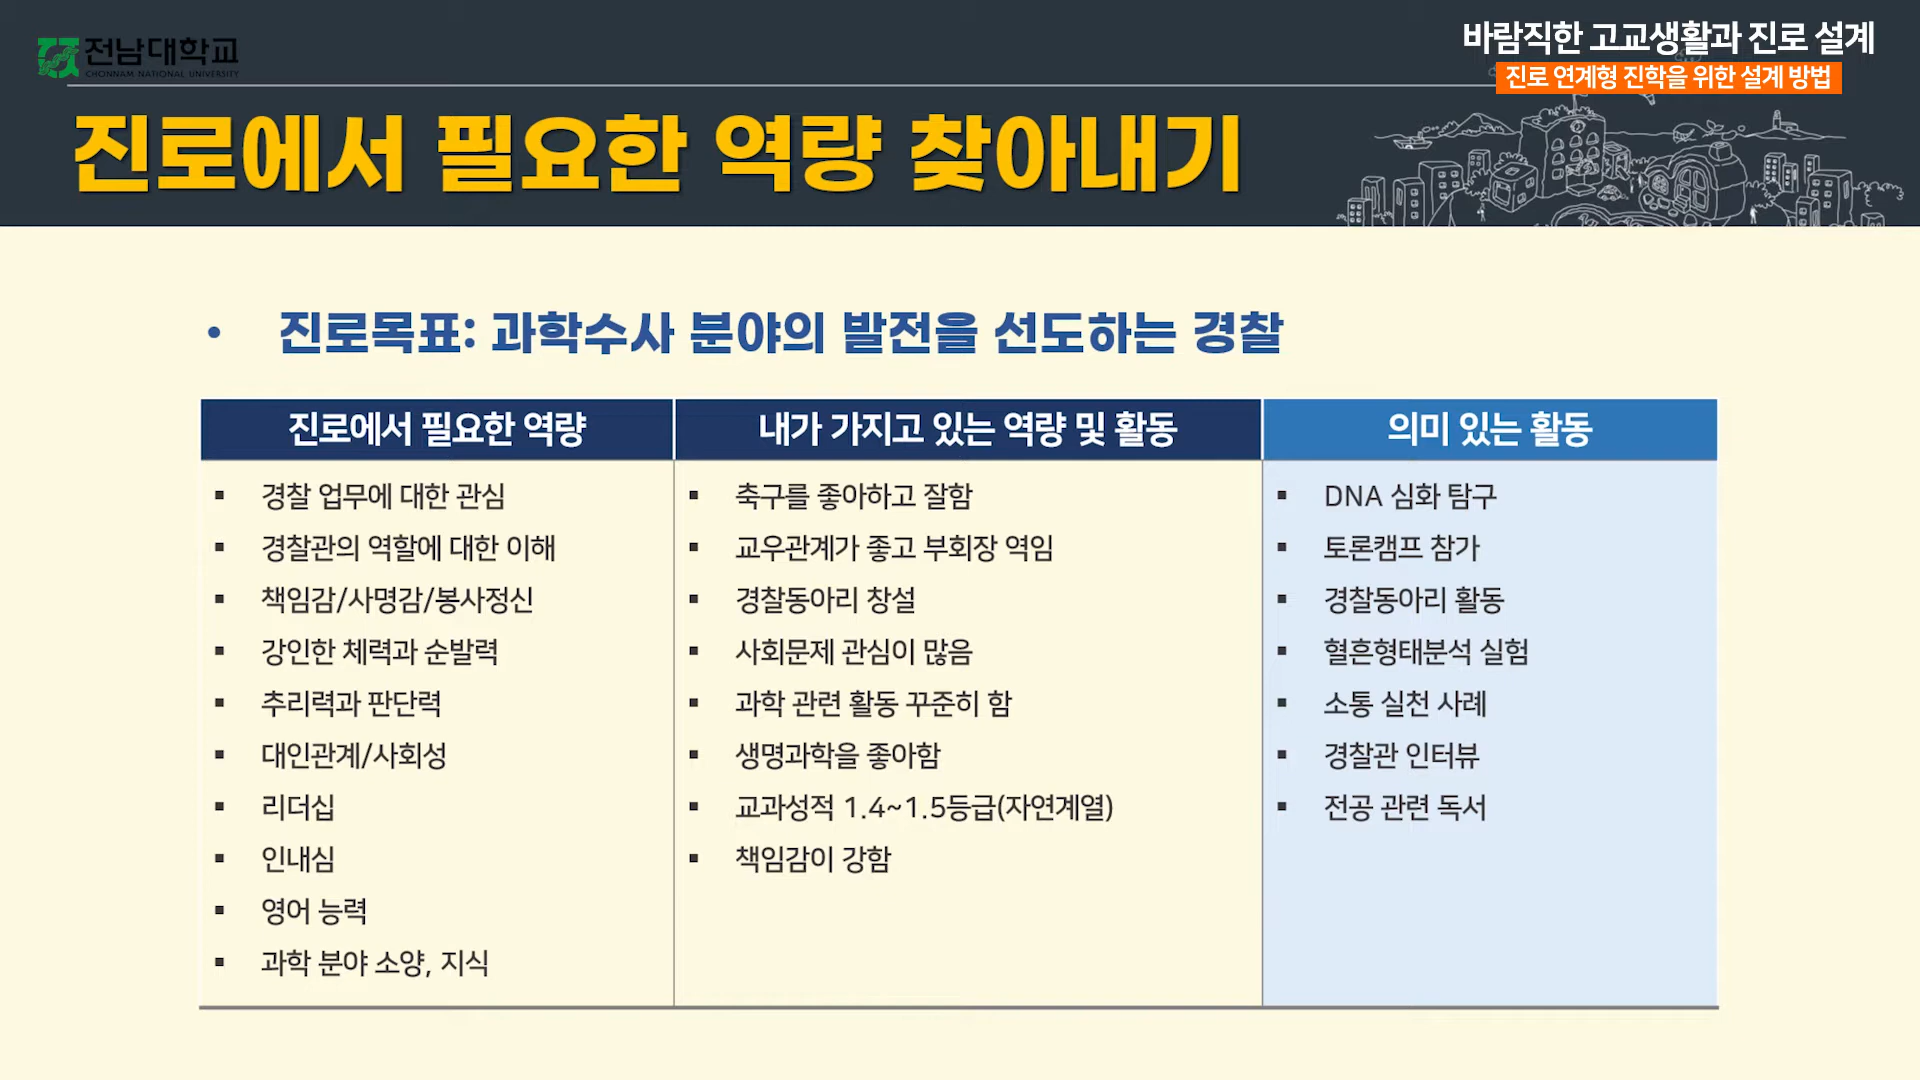 전남대학교
CHONNAM NATIONAL UNIVERSITY
바람직한 고교생활과 진로 설계
진로 연계형 진학을 위한 설계 방법
진로에서 필요한 역량 찾아내기
• 진로목표: 과학수사 분야의 발전을 선도하는 경찰
진로에서 필요한 역량
▪ 경찰 업무에 대한 관심
▪ 경찰관의 역할에 대한 이해
▪ 책임감/사명감/봉사정신
▪ 강인한 체력과 순발력
▪ 추리력과 판단력
▪ 대인관계/사회성
▪ 리더십
▪ 인내심
▪ 영어 능력
▪ 과학 분야 소양, 지식
내가 가지고 있는 역량 및 활동
▪ 축구를 좋아하고 잘함
▪ 교우관계가 좋고 부회장 역임
▪ 경찰동아리 창설
▪ 사회문제 관심이 많음
▪ 과학 관련 활동 꾸준히 함
▪ 생명과학을 좋아함
▪ 교과성적 1.4~1.5등급(자연계열)
▪ 책임감이 강함
의미 있는 활동
▪ DNA 심화 탐구
▪ 토론캠프 참가
▪ 경찰동아리 활동
▪ 혈흔형태분석 실험
▪ 소통 실천 사례
▪ 경찰관 인터뷰
▪ 전공 관련 독서